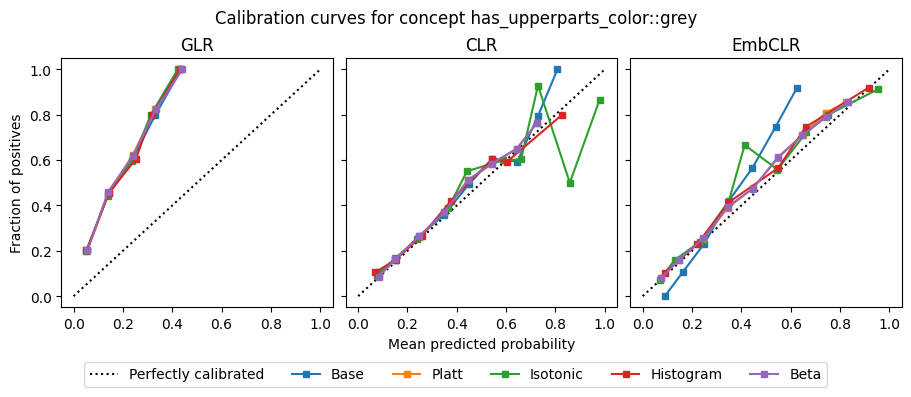 Calibration curves for concept has_upperparts_color::grey
GLR
CLR
EmbCLR
1.0
0.8
0.6
0.4
0.2
0.0
Fraction of positives
0.0 0.2 0.4 0.6 0.8 1.0
0.0 0.2 0.4 0.6 0.8 1.0
0.0 0.2 0.4 0.6 0.8 1.0
Mean predicted probability
Perfectly calibrated Base Platt Isotonic Histogram Beta